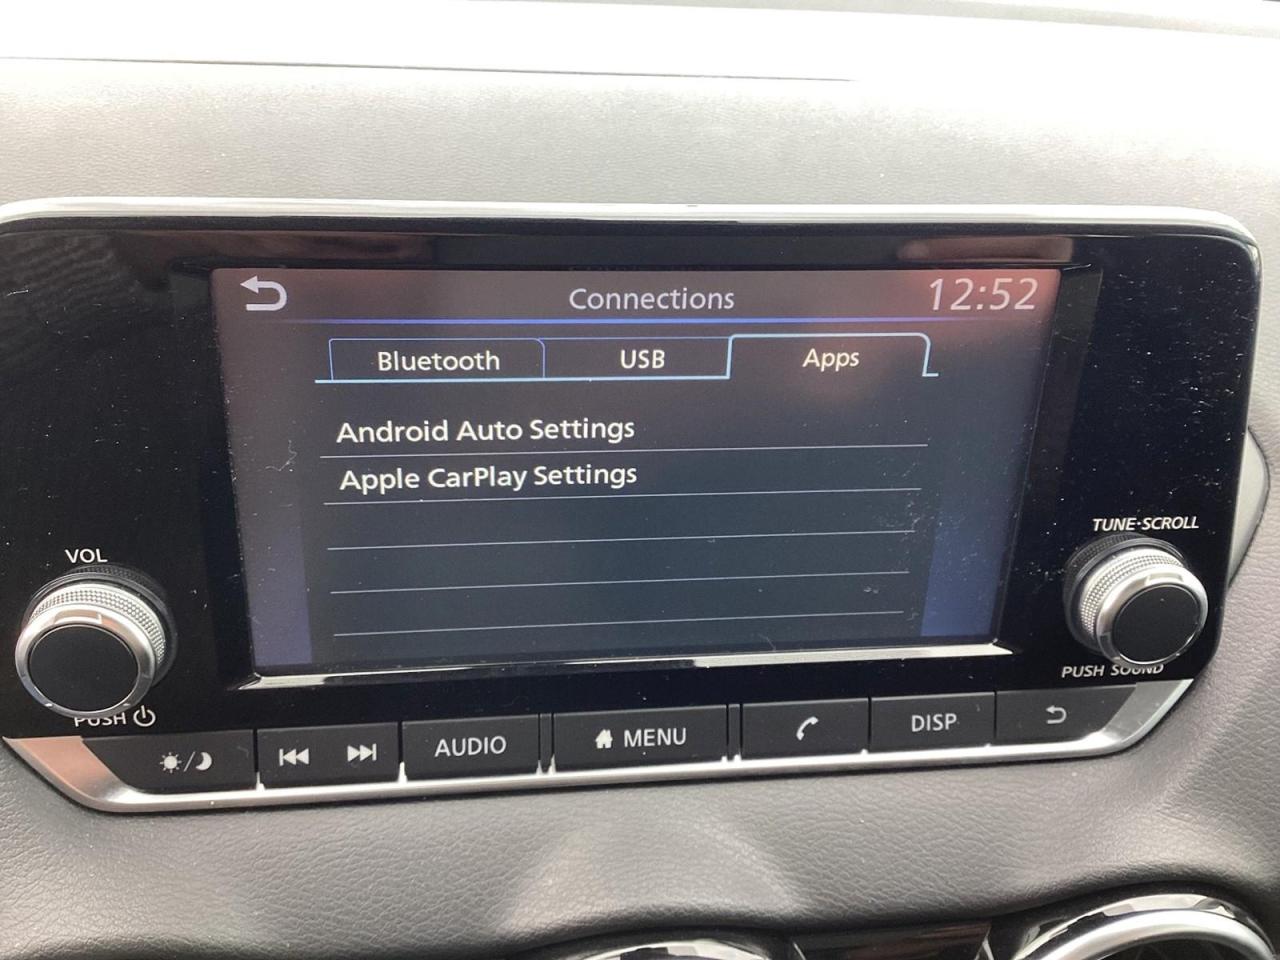 Connections 12:52
Bluetooth USB Apps
Android Auto Settings
Apple CarPlay Settings
VOL
TUNE·SCROLL
PUSH
PUSH SOUND
AUDIO MENU DISP